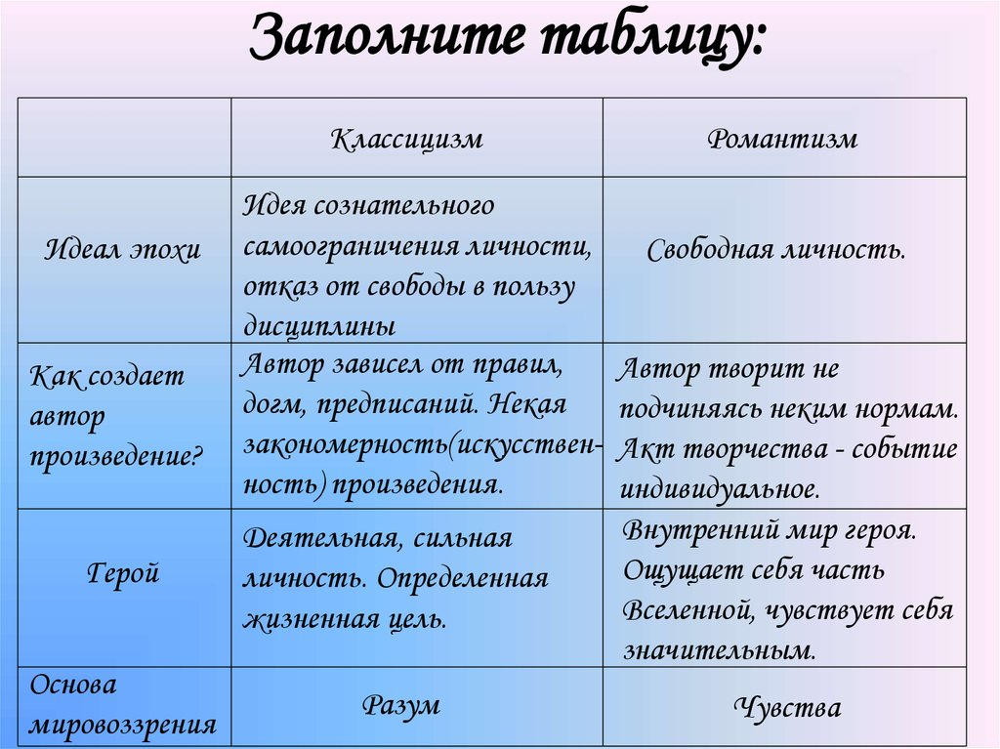 Заполните таблицу:
Классицизм
Романтизм
Идеал эпохи
Идея сознательного
самоограничения личности,
отказ от свободы в пользу
дисциплины
Свободная личность.
Как создает
автор
произведение?
Автор зависел от правил,
догм, предписаний. Некая
закономерность(искусствен-
ность) произведения.
Автор творит не
подчиняясь неким нормам.
Акт творчества - событие
индивидуальное.
Герой
Деятельная, сильная
личность. Определенная
жизненная цель.
Внутренний мир героя.
Ощущает себя часть
Вселенной, чувствует себя
значительным.
Основа
мировоззрения
Разум
Чувства